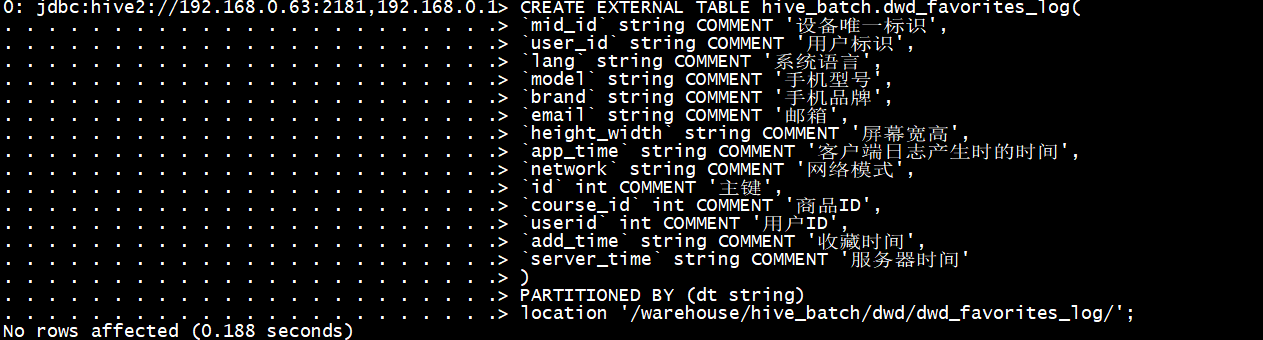 0: jdbc:hive2://192.168.0.63:2181,192.168.0.1> CREATE EXTERNAL TABLE hive_batch.dwd_favorites_log(
. . . . . . . . . . . . . . . . . . . . . . .> `mid_id` string COMMENT '设备唯一标识',
. . . . . . . . . . . . . . . . . . . . . . .> `user_id` string COMMENT '用户标识',
. . . . . . . . . . . . . . . . . . . . . . .> `lang` string COMMENT '系统语言',
. . . . . . . . . . . . . . . . . . . . . . .> `model` string COMMENT '手机型号',
. . . . . . . . . . . . . . . . . . . . . . .> `brand` string COMMENT '手机品牌',
. . . . . . . . . . . . . . . . . . . . . . .> `email` string COMMENT '邮箱',
. . . . . . . . . . . . . . . . . . . . . . .> `height_width` string COMMENT '屏幕宽高',
. . . . . . . . . . . . . . . . . . . . . . .> `app_time` string COMMENT '客户端日志产生时的时间',
. . . . . . . . . . . . . . . . . . . . . . .> `network` string COMMENT '网络模式',
. . . . . . . . . . . . . . . . . . . . . . .> `id` int COMMENT '主键',
. . . . . . . . . . . . . . . . . . . . . . .> `course_id` int COMMENT '商品ID',
. . . . . . . . . . . . . . . . . . . . . . .> `userid` int COMMENT '用户ID',
. . . . . . . . . . . . . . . . . . . . . . .> `add_time` string COMMENT '收藏时间',
. . . . . . . . . . . . . . . . . . . . . . .> `server_time` string COMMENT '服务器时间'
. . . . . . . . . . . . . . . . . . . . . . .> )
. . . . . . . . . . . . . . . . . . . . . . .> PARTITIONED BY (dt string)
. . . . . . . . . . . . . . . . . . . . . . .> location '/warehouse/hive_batch/dwd/dwd_favorites_log/';
No rows affected (0.188 seconds)